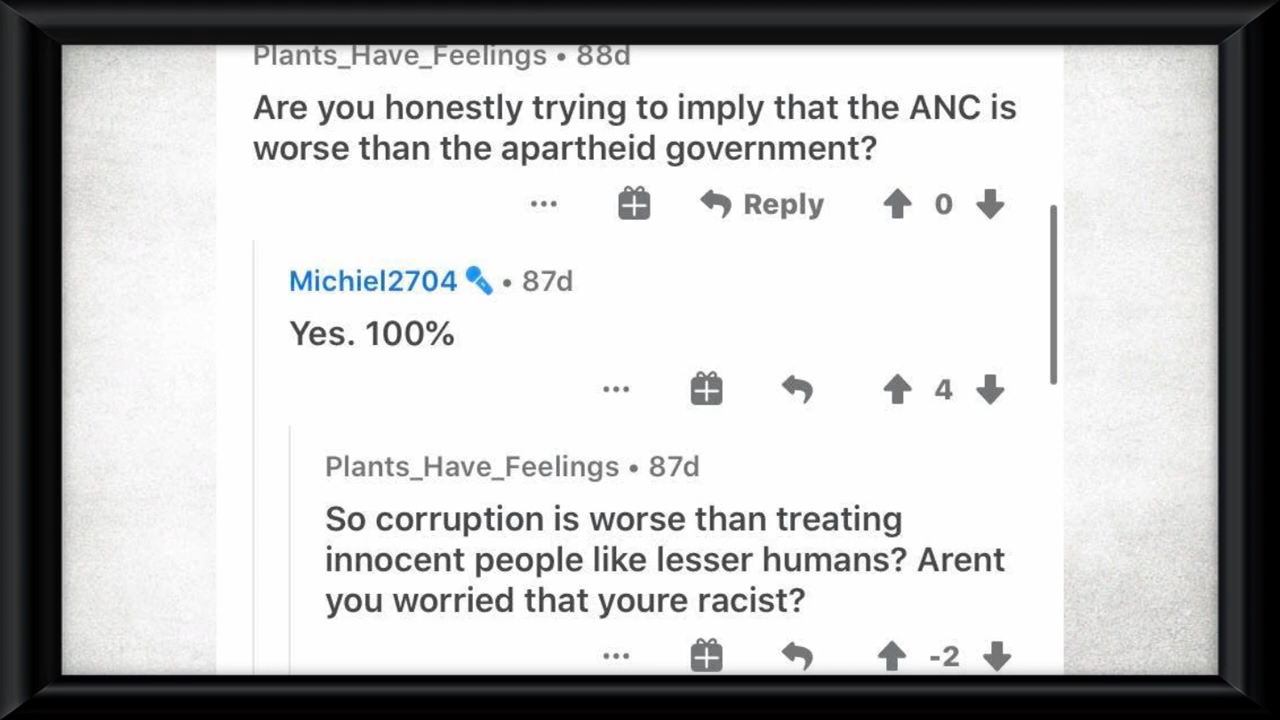 Plants_Have_Feelings • 88d
Are you honestly trying to imply that the ANC is
worse than the apartheid government?
Reply 0
Michiel2704 • 87d
Yes. 100%
4
Plants_Have_Feelings • 87d
So corruption is worse than treating
innocent people like lesser humans? Arent
you worried that youre racist?
-2